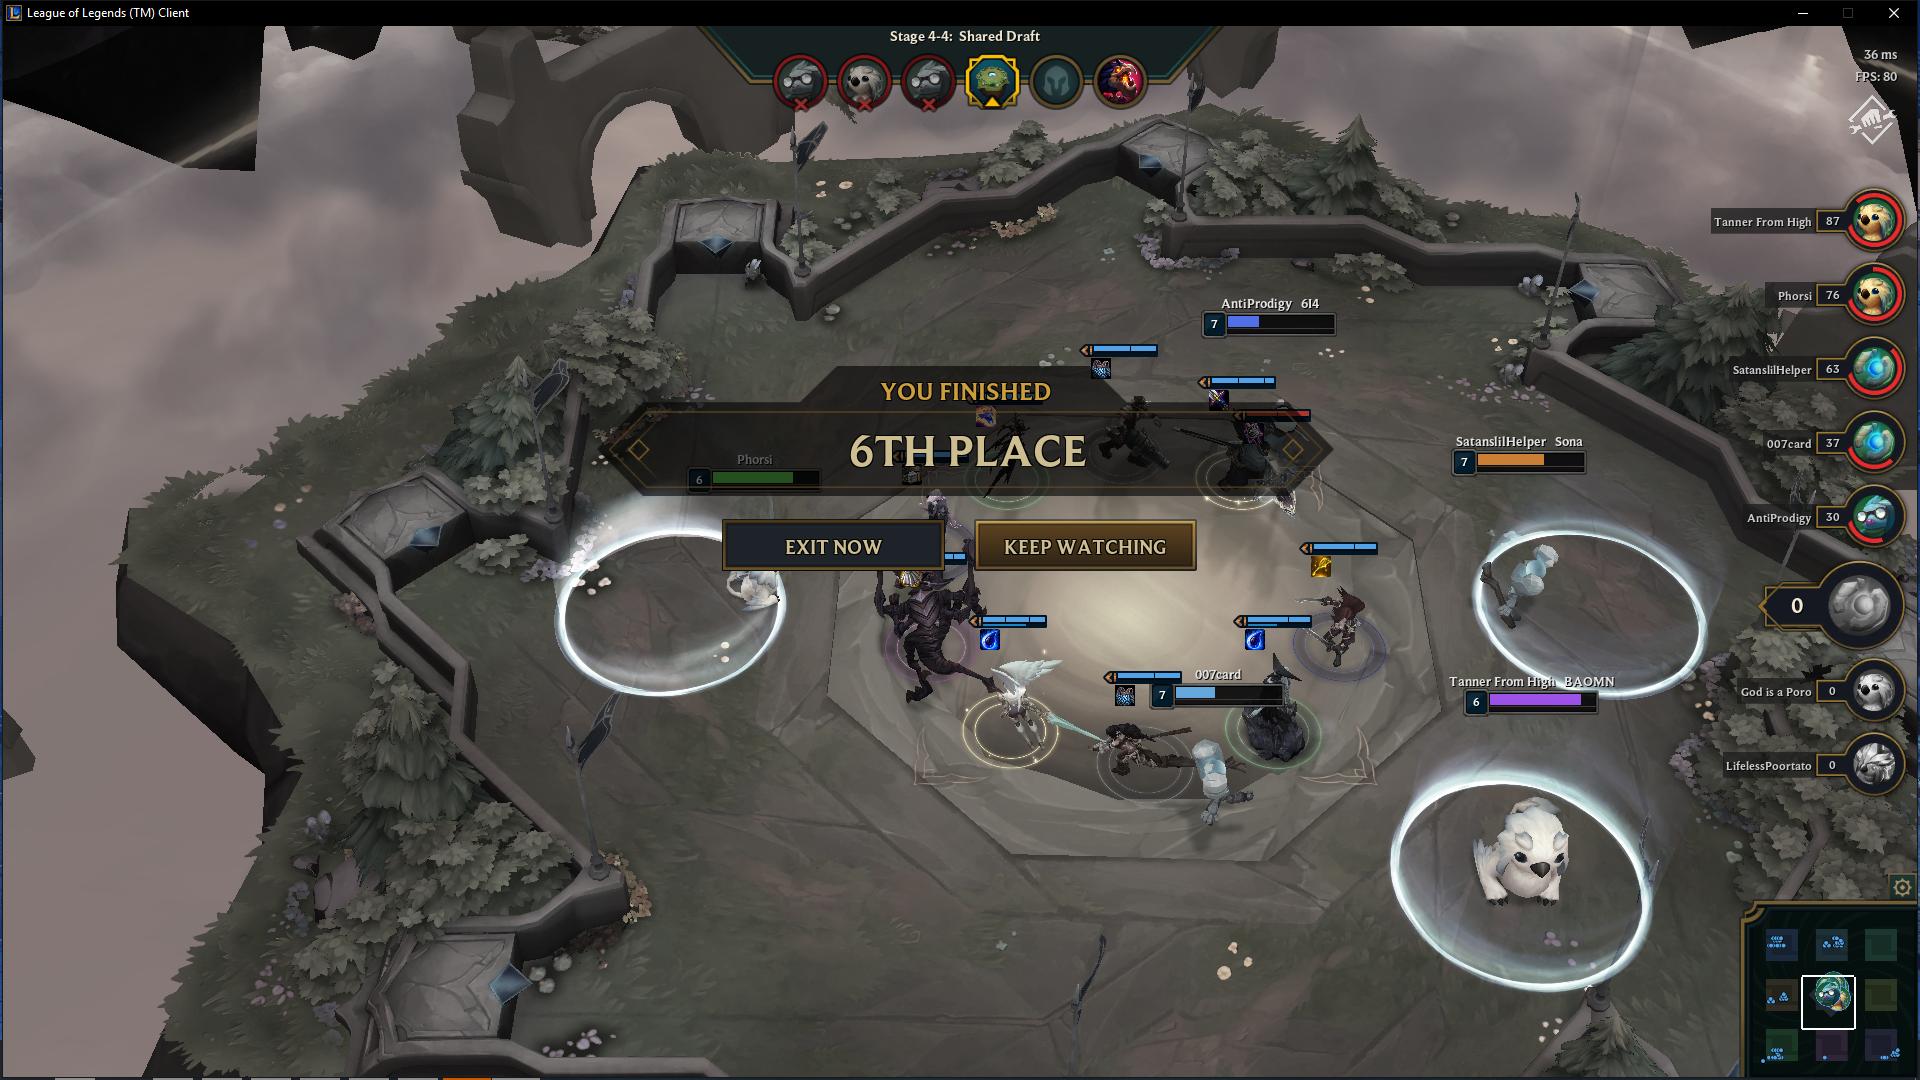 League of Legends (TM) Client
Stage 4-4: Shared Draft
36 ms
FPS: 80
Tanner From High 87
Phorsi 76
SatanslilHelper 63
007card 37
AntiProdigy 30
0
God is a Poro 0
LifelessPoortato 0
AntiProdigy 614
7
YOU FINISHED
6TH PLACE
Phorsi
6
SatanslilHelper Sona
7
EXIT NOW
KEEP WATCHING
007card
7
Tanner From High BAOMN
6